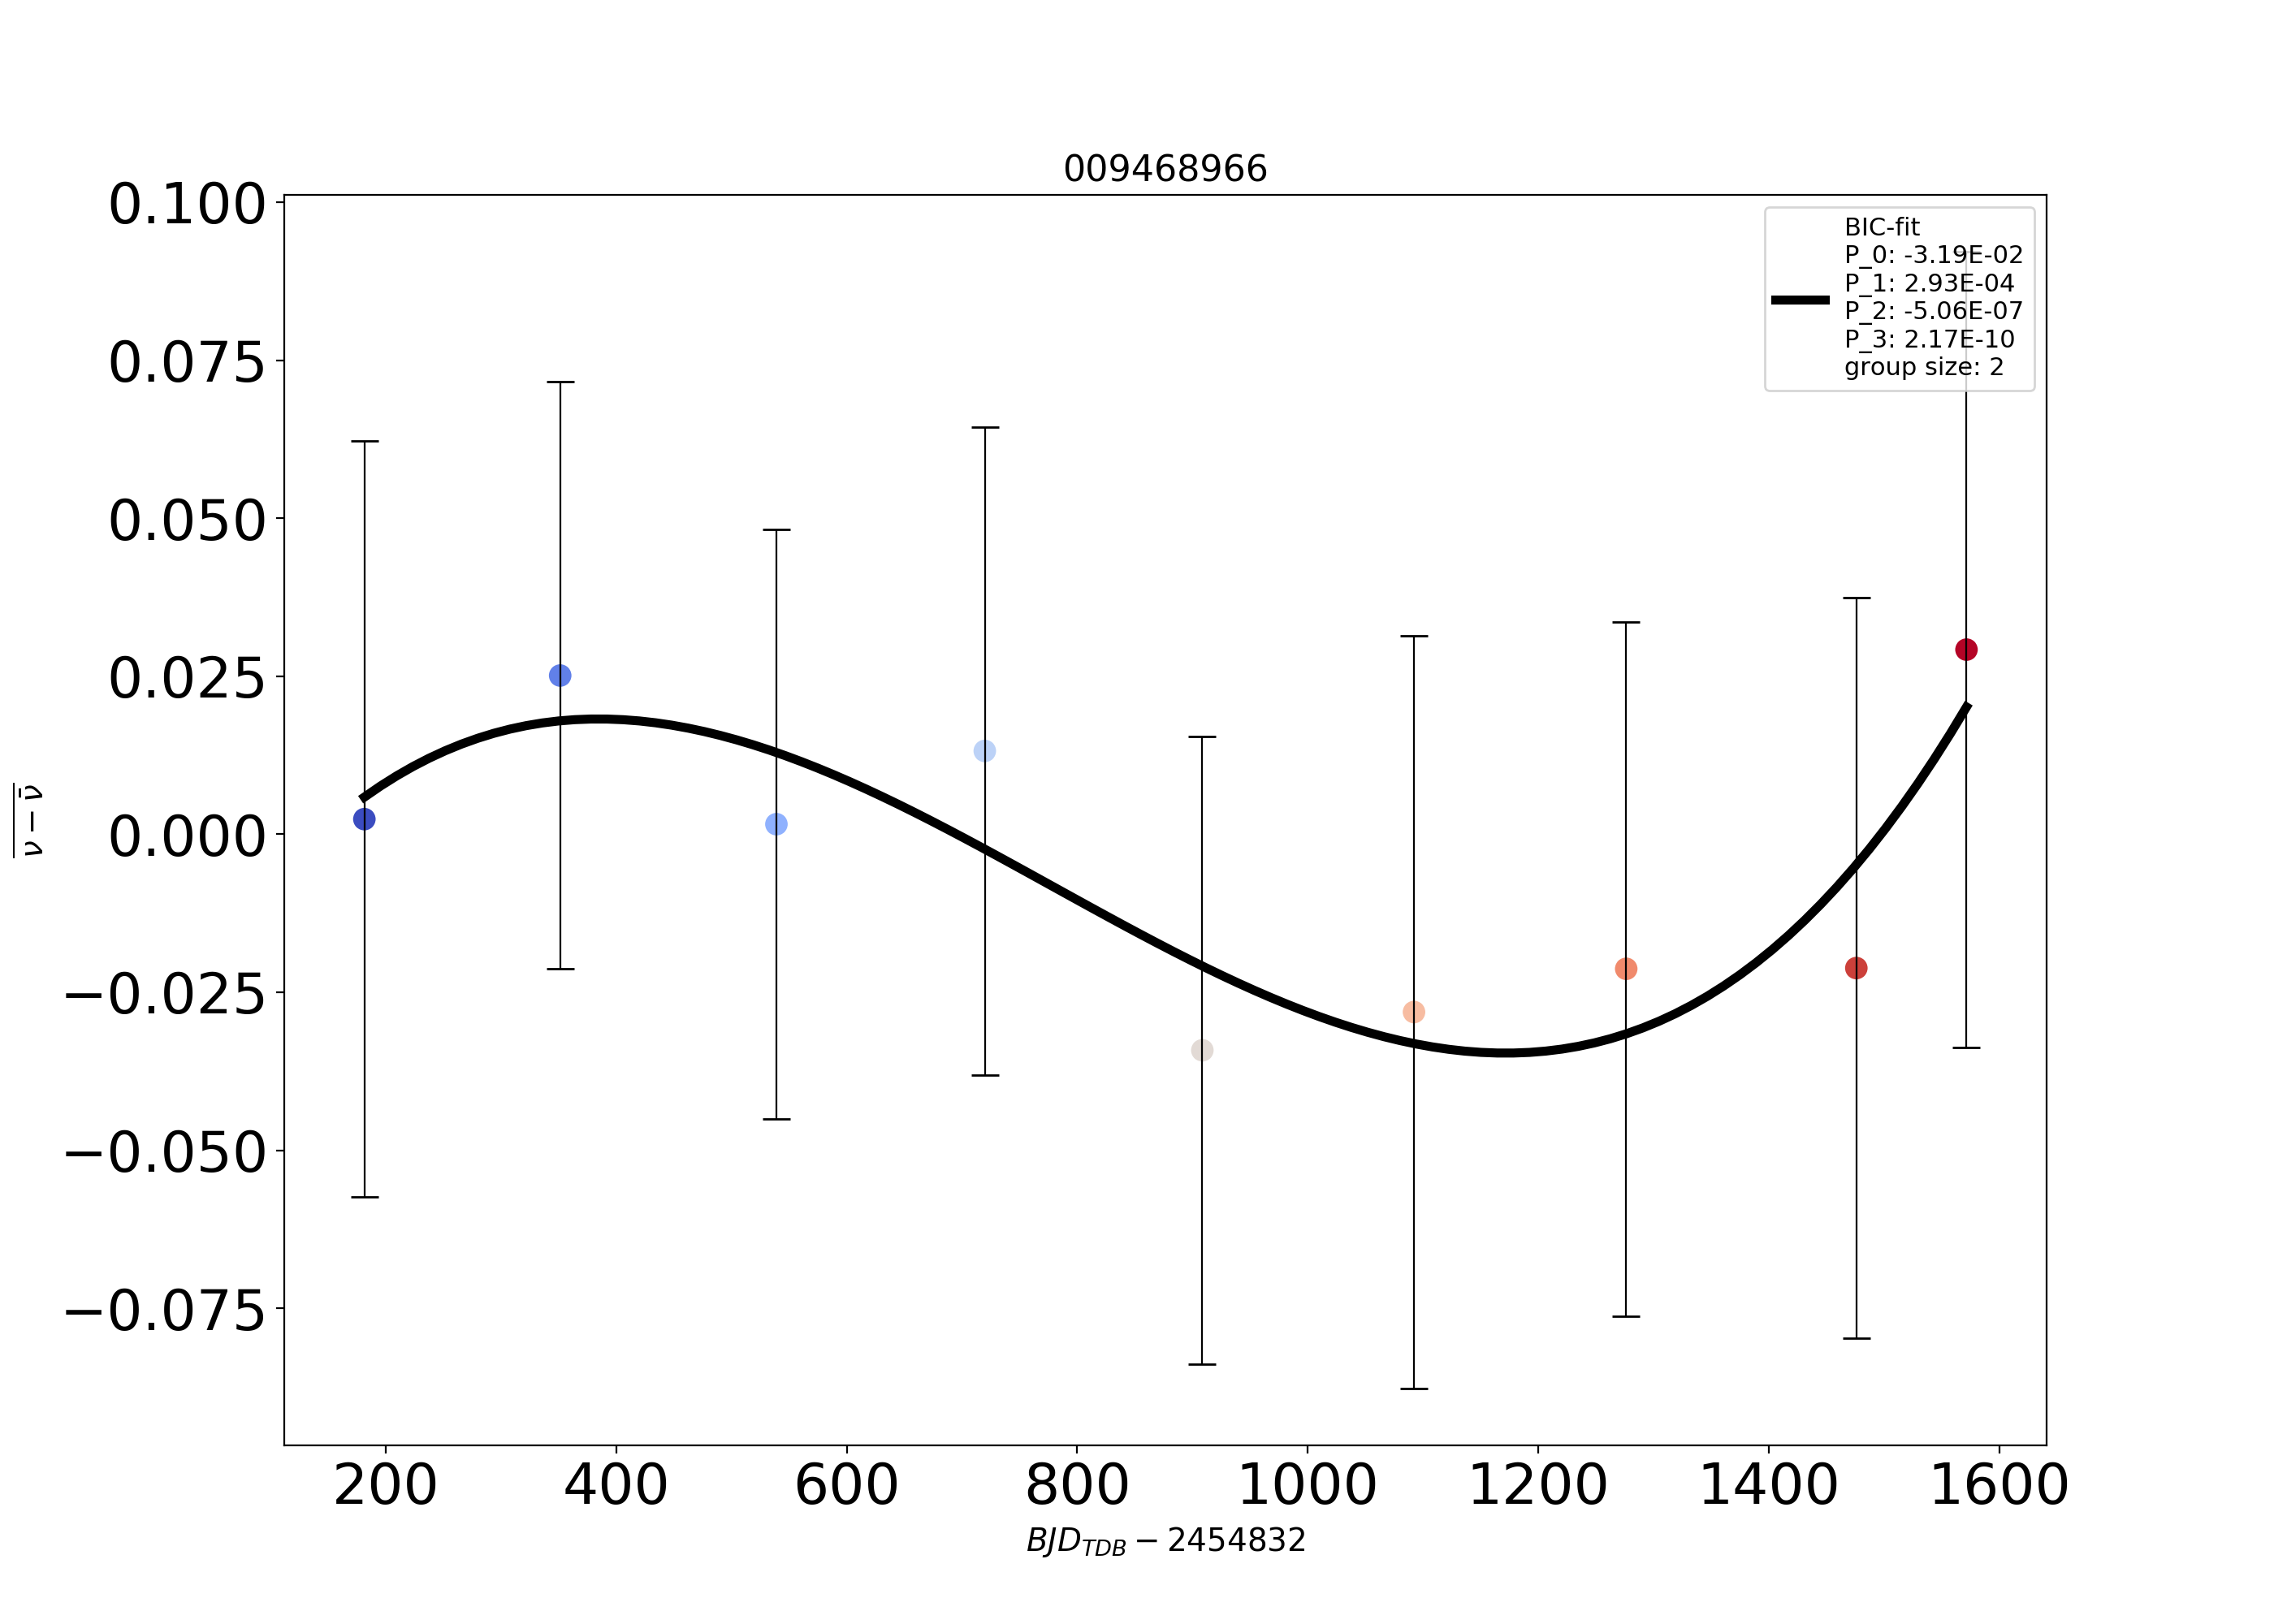 009468966
0.100
0.075
0.050
0.025
0.000
−0.025
−0.050
−0.075
BIC-fit
P_0: -3.19E-02
P_1: 2.93E-04
P_2: -5.06E-07
P_3: 2.17E-10
group size: 2
ν − ν̄
200 400 600 800 1000 1200 1400 1600
BJD_TDB − 2454832